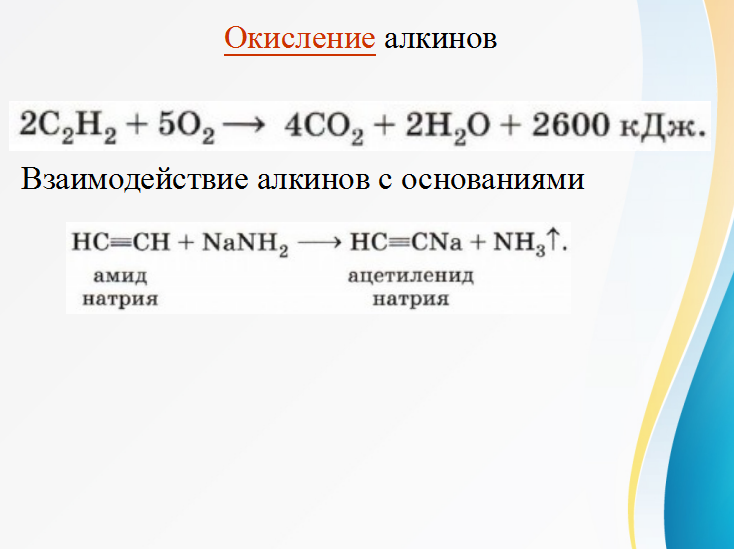 Окисление алкинов
2C₂H₂ + 5O₂ ⟶ 4CO₂ + 2H₂O + 2600 кДж.
Взаимодействие алкинов с основаниями
HC≡CH + NaNH₂ ⟶ HC≡CNa + NH₃↑.
амид ацетиленид
натрия натрия